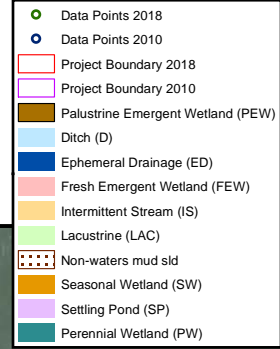 Data Points 2018
Data Points 2010
Project Boundary 2018
Project Boundary 2010
Palustrine Emergent Wetland (PEW)
Ditch (D)
Ephemeral Drainage (ED)
Fresh Emergent Wetland (FEW)
Intermittent Stream (IS)
Lacustrine (LAC)
Non-waters mud sld
Seasonal Wetland (SW)
Settling Pond (SP)
Perennial Wetland (PW)